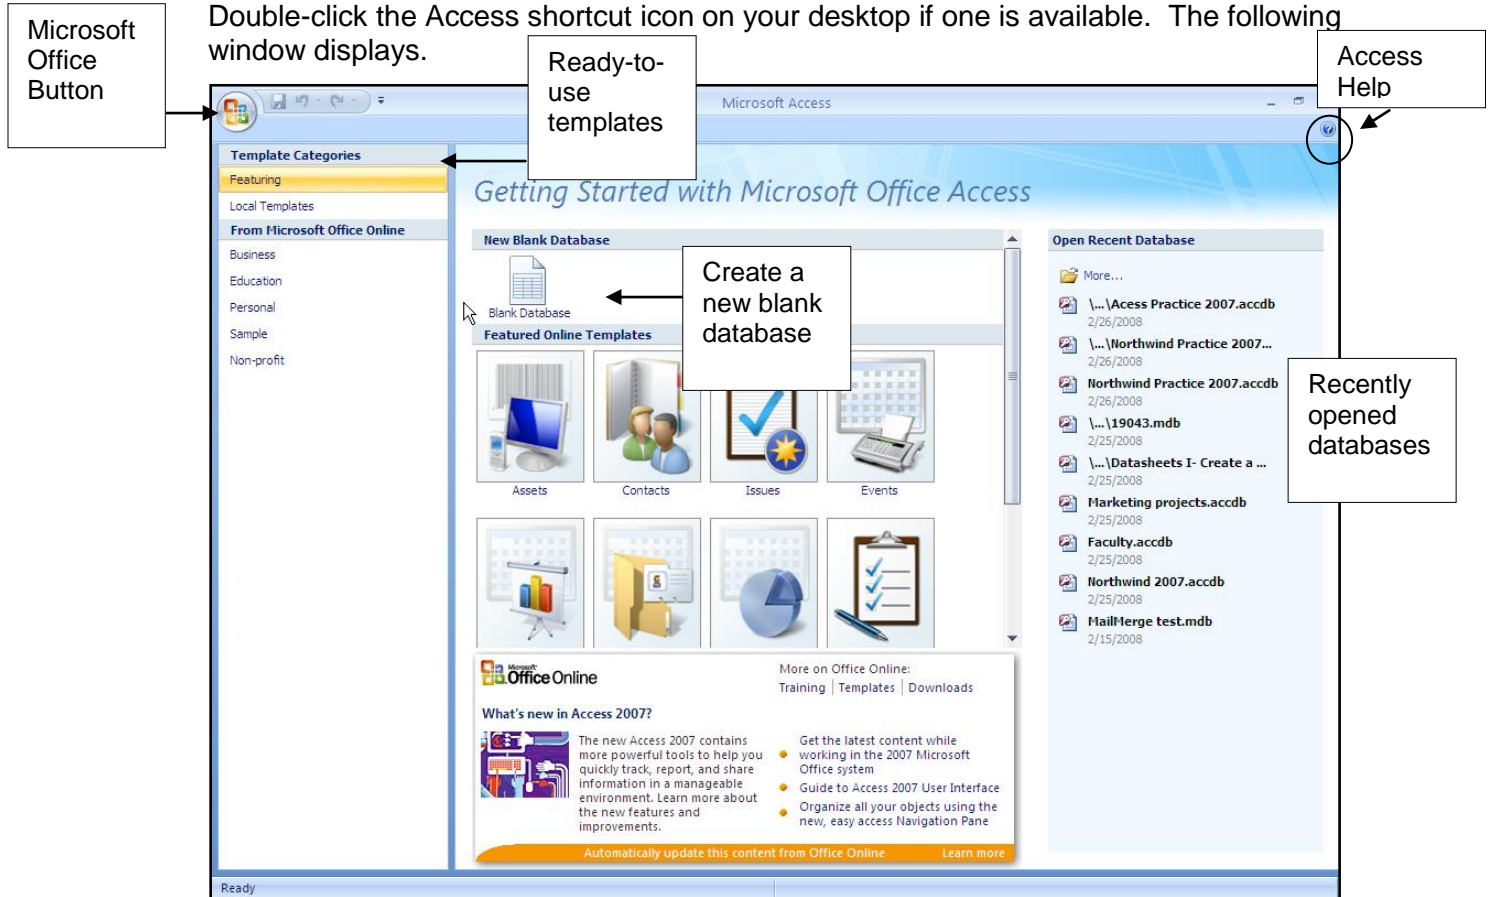 Double-click the Access shortcut icon on your desktop if one is available.  The following
window displays.
Microsoft
Office
Button
Ready-to-
use
templates
Access
Help
Microsoft Access
Template Categories
Featuring
Local Templates
From Microsoft Office Online
Business
Education
Personal
Sample
Non-profit
Getting Started with Microsoft Office Access
New Blank Database
Blank Database
Create a
new blank
database
Featured Online Templates
Assets
Contacts
Issues
Events
Open Recent Database
More...
\...\Acess Practice 2007.accdb
2/26/2008
\...\Northwind Practice 2007...
2/26/2008
Northwind Practice 2007.accdb
2/26/2008
\...\19043.mdb
2/25/2008
\...\Datasheets I- Create a ...
2/25/2008
Marketing projects.accdb
2/25/2008
Faculty.accdb
2/25/2008
Northwind 2007.accdb
2/25/2008
MailMerge test.mdb
2/15/2008
Recently
opened
databases
Microsoft
Office Online
More on Office Online:
Training | Templates | Downloads
What's new in Access 2007?
The new Access 2007 contains
more powerful tools to help you
quickly track, report, and share
information in a manageable
environment. Learn more about
the new features and
improvements.
Get the latest content while
working in the 2007 Microsoft
Office system
Guide to Access 2007 User Interface
Organize all your objects using the
new, easy access Navigation Pane
Automatically update this content from Office Online
Learn more
Ready